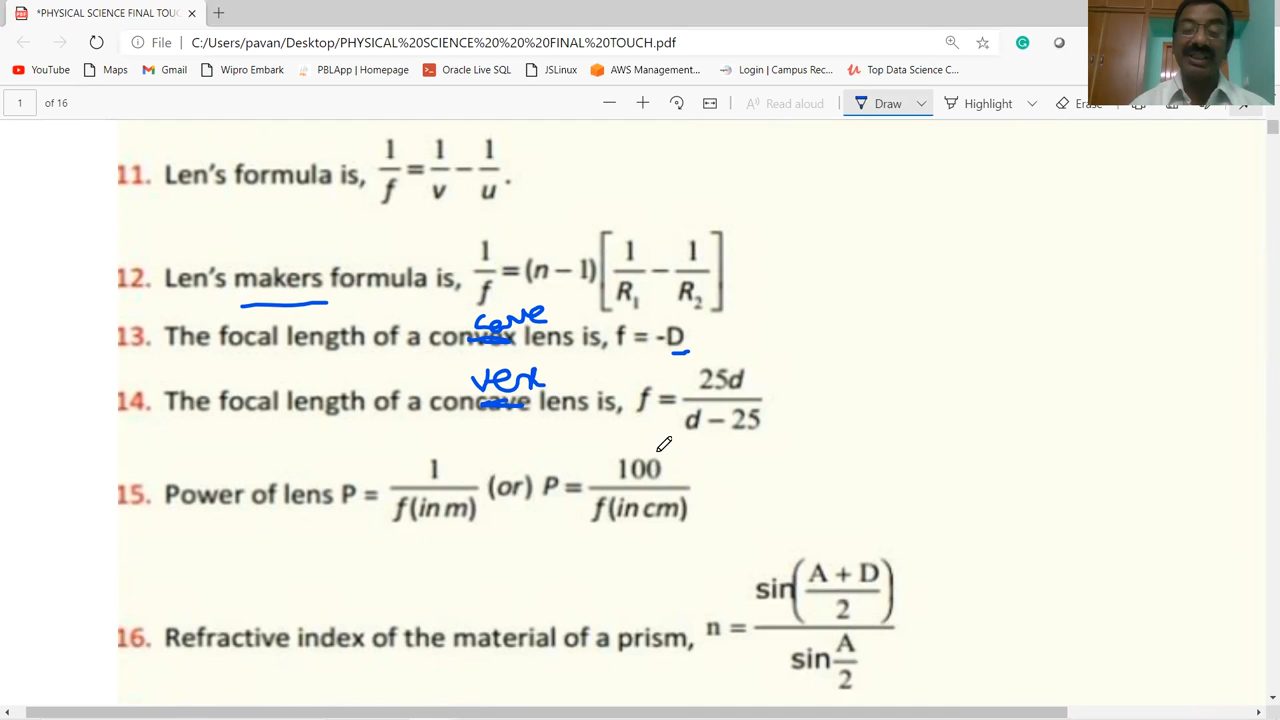 *PHYSICAL SCIENCE FINAL TOUC
File C:/Users/pavan/Desktop/PHYSICAL%20SCIENCE%20%20%20FINAL%20TOUCH.pdf
YouTube Maps Gmail Wipro Embark PBLApp | Homepage Oracle Live SQL JSLinux AWS Management... Login | Campus Rec... Top Data Science C...
1 of 16 Read aloud Draw Highlight Erase
11. Len's formula is, 1/f = 1/v − 1/u.
12. Len's makers formula is, 1/f = (n − 1)[1/R₁ − 1/R₂]
cave
13. The focal length of a convex lens is, f = -D
vex
14. The focal length of a concave lens is, f = 25d/(d − 25)
15. Power of lens P = 1/f(in m) (or) P = 100/f(in cm)
16. Refractive index of the material of a prism, n = sin((A + D)/2)/sin(A/2)